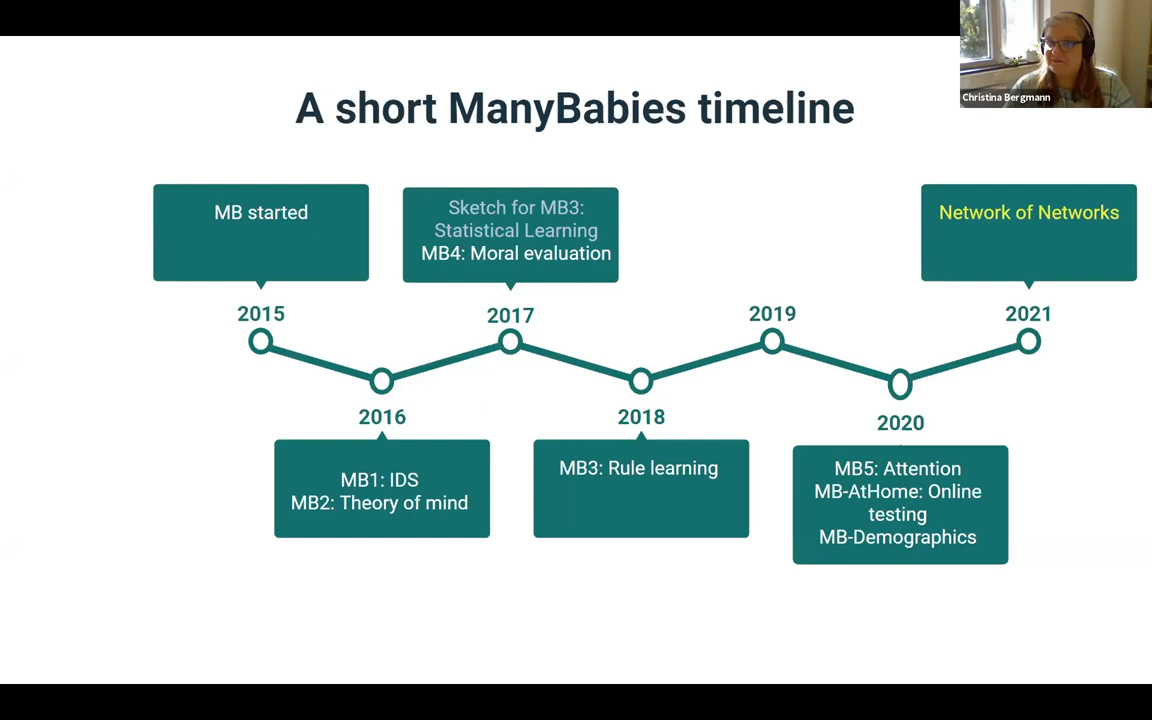 Christina Bergmann
A short ManyBabies timeline
MB started
Sketch for MB3:
Statistical Learning
MB4: Moral evaluation
Network of Networks
2015
2017
2019
2021
2016
2018
2020
MB1: IDS
MB2: Theory of mind
MB3: Rule learning
MB5: Attention
MB-AtHome: Online
testing
MB-Demographics